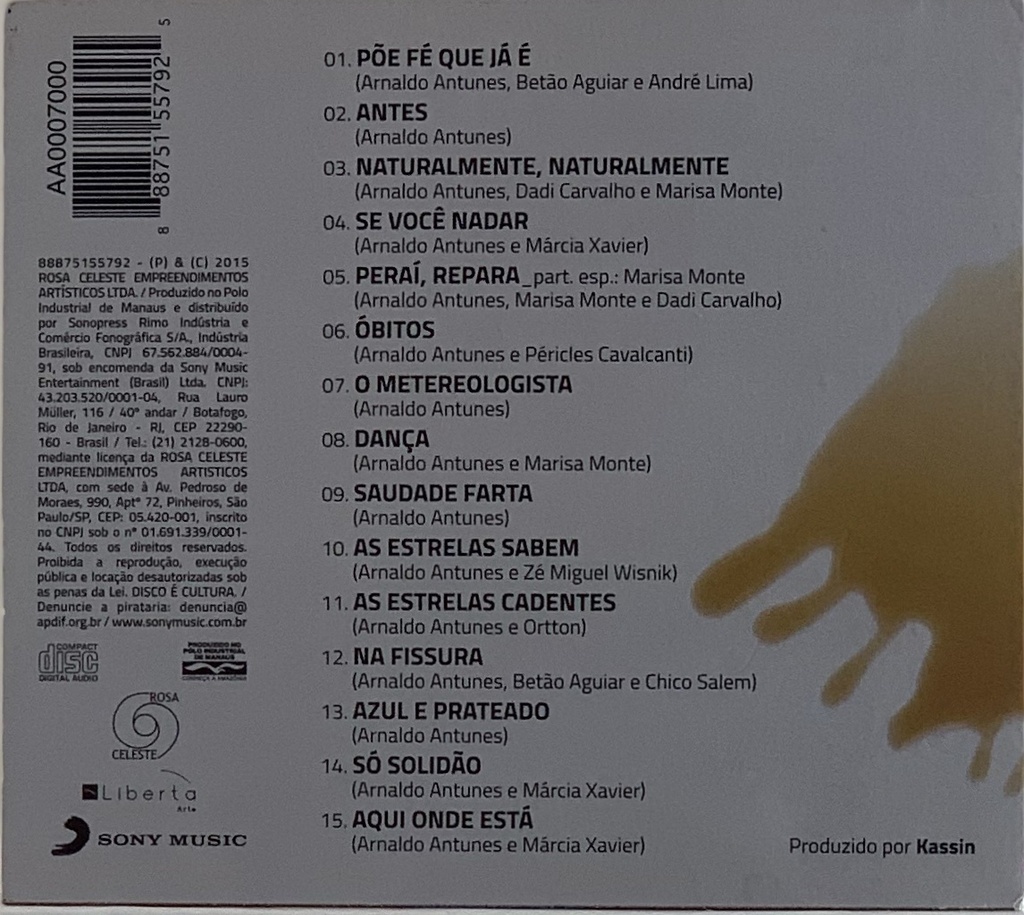 AA0007000
8 88751 55792 5
88875155792 - (P) & (C) 2015
ROSA CELESTE EMPREENDIMENTOS
ARTÍSTICOS LTDA. / Produzido no Polo
Industrial de Manaus e distribuído
por Sonopress Rimo Indústria e
Comércio Fonográfica S/A., Indústria
Brasileira, CNPJ 67.562.884/0004-
91, sob encomenda da Sony Music
Entertainment (Brasil) Ltda, CNPJ:
43.203.520/0001-04, Rua Lauro
Müller, 116 / 40º andar / Botafogo,
Rio de Janeiro - RJ, CEP 22290-
160 - Brasil / Tel.: (21) 2128-0600,
mediante licença da ROSA CELESTE
EMPREENDIMENTOS ARTISTICOS
LTDA, com sede à Av. Pedroso de
Moraes, 990, Aptº 72, Pinheiros, São
Paulo/SP, CEP: 05.420-001, inscrito
no CNPJ sob o nº 01.691.339/0001-
44. Todos os direitos reservados.
Proibida a reprodução, execução
pública e locação desautorizadas sob
as penas da Lei. DISCO É CULTURA. /
Denuncie a pirataria: denuncia@
apdif.org.br / www.sonymusic.com.br
COMPACT
disc
DIGITAL AUDIO
PRODUZIDO NO
PÓLO INDUSTRIAL
DE MANAUS
CONHEÇA A AMAZÔNIA
ROSA
CELESTE
Liberta
Arte
SONY MUSIC
01. PÕE FÉ QUE JÁ É
(Arnaldo Antunes, Betão Aguiar e André Lima)
02. ANTES
(Arnaldo Antunes)
03. NATURALMENTE, NATURALMENTE
(Arnaldo Antunes, Dadi Carvalho e Marisa Monte)
04. SE VOCÊ NADAR
(Arnaldo Antunes e Márcia Xavier)
05. PERAÍ, REPARA_part. esp.: Marisa Monte
(Arnaldo Antunes, Marisa Monte e Dadi Carvalho)
06. ÓBITOS
(Arnaldo Antunes e Péricles Cavalcanti)
07. O METEREOLOGISTA
(Arnaldo Antunes)
08. DANÇA
(Arnaldo Antunes e Marisa Monte)
09. SAUDADE FARTA
(Arnaldo Antunes)
10. AS ESTRELAS SABEM
(Arnaldo Antunes e Zé Miguel Wisnik)
11. AS ESTRELAS CADENTES
(Arnaldo Antunes e Ortton)
12. NA FISSURA
(Arnaldo Antunes, Betão Aguiar e Chico Salem)
13. AZUL E PRATEADO
(Arnaldo Antunes)
14. SÓ SOLIDÃO
(Arnaldo Antunes e Márcia Xavier)
15. AQUI ONDE ESTÁ
(Arnaldo Antunes e Márcia Xavier)
Produzido por Kassin